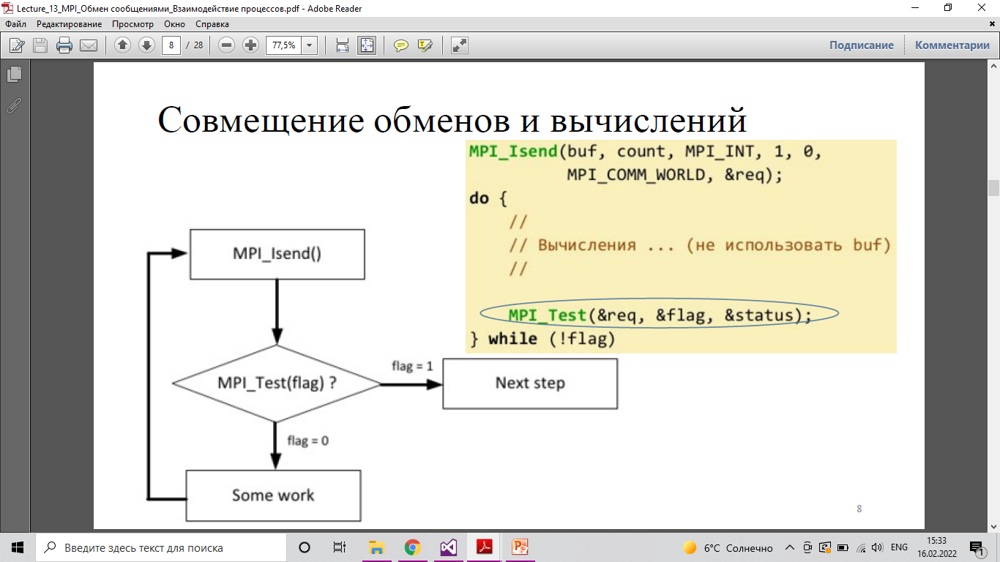 Lecture_13_MPI_Обмен сообщениями_Взаимодействие процессов.pdf - Adobe Reader
Файл Редактирование Просмотр Окно Справка
8 / 28 77,5% Подписание Комментарии
Совмещение обменов и вычислений
MPI_Isend(buf, count, MPI_INT, 1, 0,
MPI_COMM_WORLD, &req);
do {
//
// Вычисления ... (не использовать buf)
//
MPI_Test(&req, &flag, &status);
} while (!flag)
MPI_Isend()
MPI_Test(flag) ?
flag = 1
Next step
flag = 0
Some work
8
Введите здесь текст для поиска
6°C Солнечно
ENG
15:33
16.02.2022
1